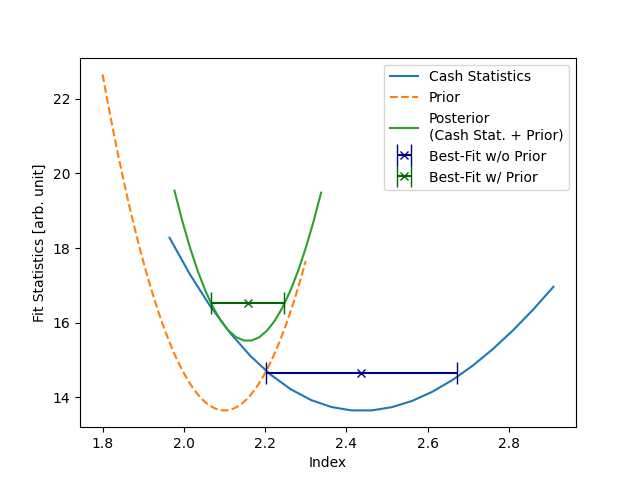 Cash Statistics
Prior
Posterior
(Cash Stat. + Prior)
Best-Fit w/o Prior
Best-Fit w/ Prior
Fit Statistics [arb. unit]
22
20
18
16
14
1.8 2.0 2.2 2.4 2.6 2.8
Index